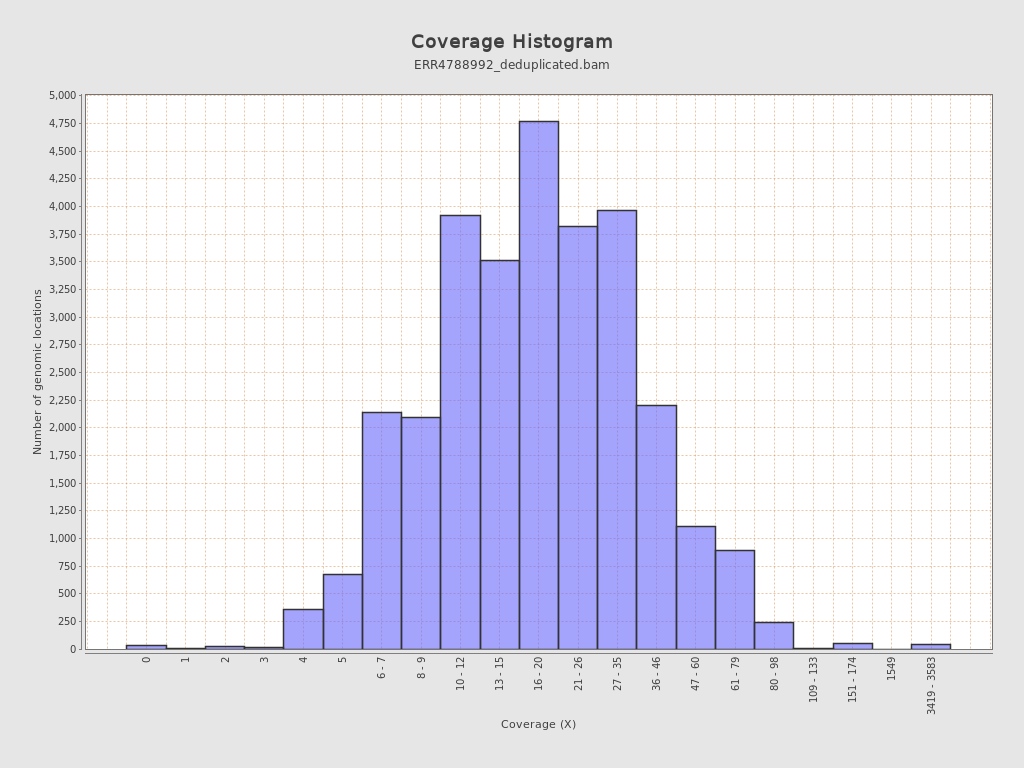 Coverage Histogram
ERR4788992_deduplicated.bam
Number of genomic locations
5,000
4,750
4,500
4,250
4,000
3,750
3,500
3,250
3,000
2,750
2,500
2,250
2,000
1,750
1,500
1,250
1,000
750
500
250
0
0
1
2
3
4
5
6 - 7
8 - 9
10 - 12
13 - 15
16 - 20
21 - 26
27 - 35
36 - 46
47 - 60
61 - 79
80 - 98
109 - 133
151 - 174
1549
3419 - 3583
Coverage (X)